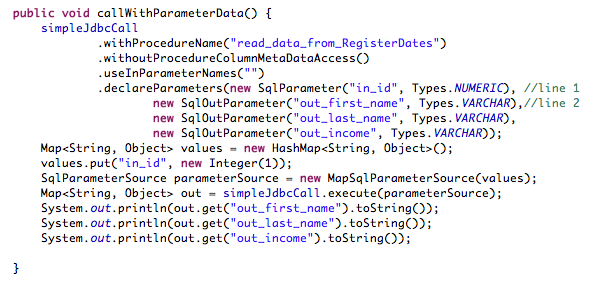 public void callWithParameterData() {
simpleJdbcCall
.withProcedureName("read_data_from_RegisterDates")
.withoutProcedureColumnMetaDataAccess()
.useInParameterNames("")
.declareParameters(new SqlParameter("in_id", Types.NUMERIC), //line 1
new SqlOutParameter("out_first_name", Types.VARCHAR),//line 2
new SqlOutParameter("out_last_name", Types.VARCHAR),
new SqlOutParameter("out_income", Types.VARCHAR));
Map<String, Object> values = new HashMap<String, Object>();
values.put("in_id", new Integer(1));
SqlParameterSource parameterSource = new MapSqlParameterSource(values);
Map<String, Object> out = simpleJdbcCall.execute(parameterSource);
System.out.println(out.get("out_first_name").toString());
System.out.println(out.get("out_last_name").toString());
System.out.println(out.get("out_income").toString());
}